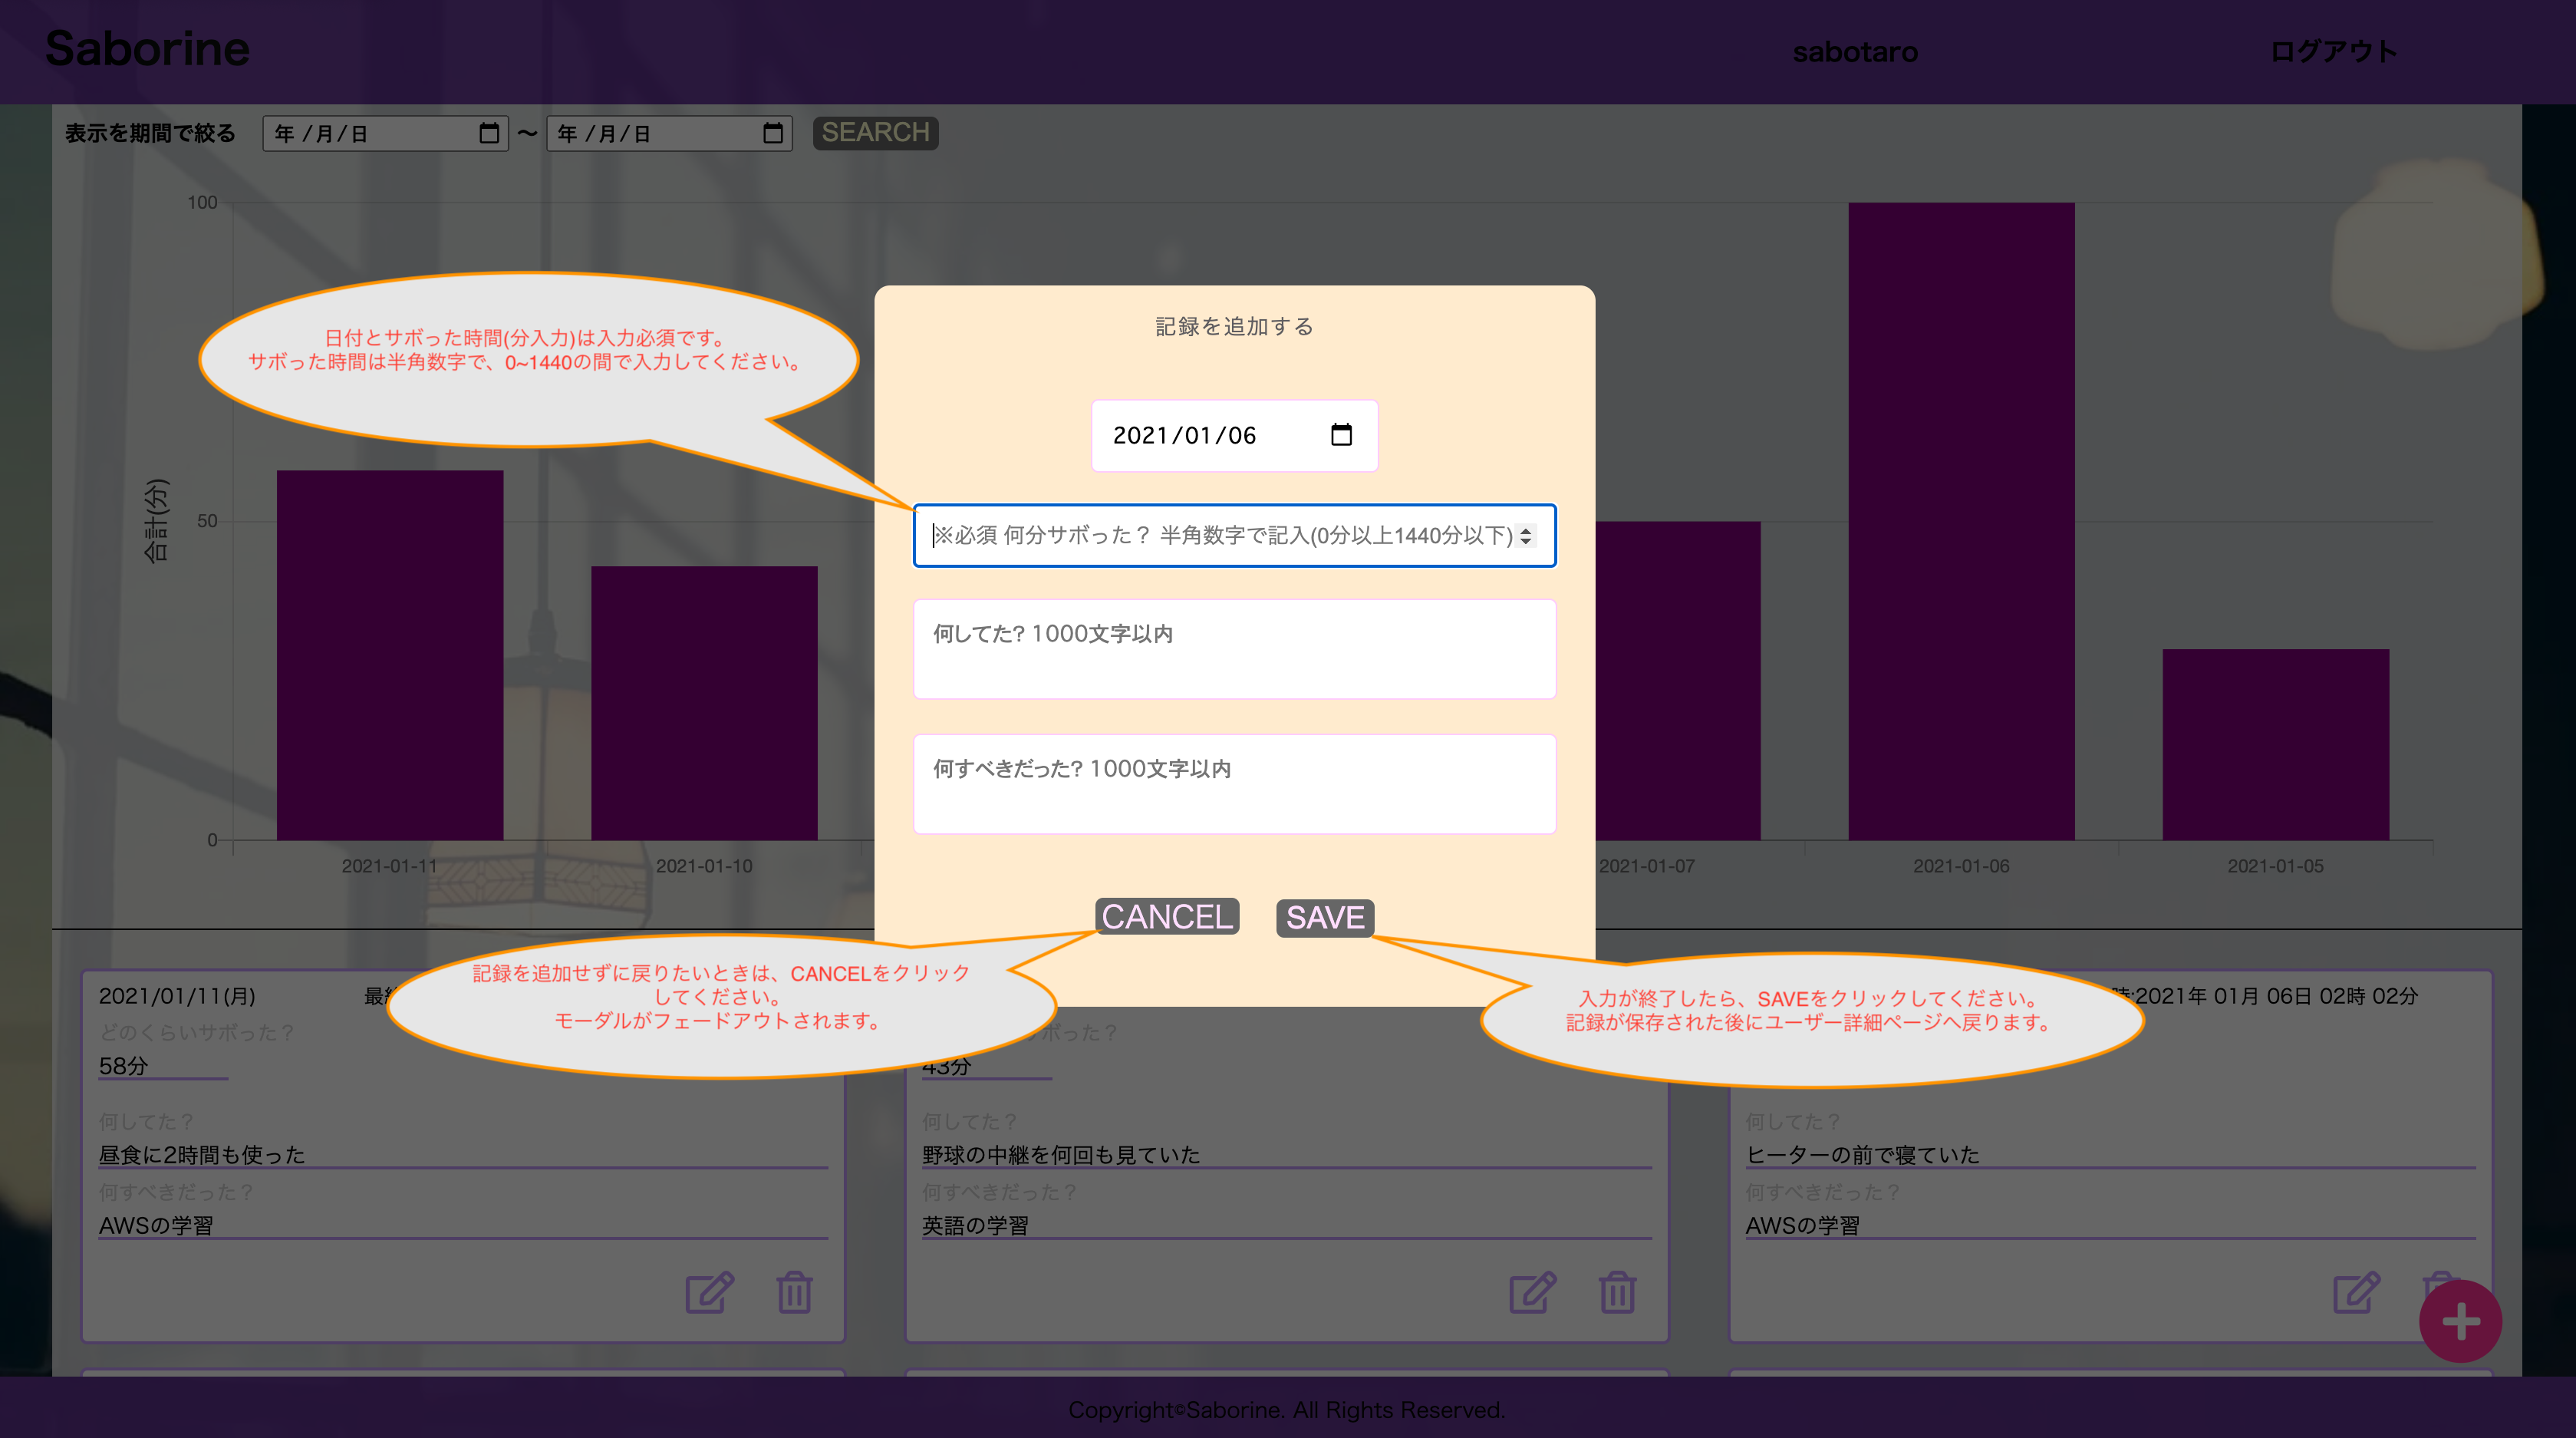 Saborine
sabotaro
ログアウト
表示を期間で絞る
年 /月/日
～
年 /月/日
SEARCH
100
50
0
合計(分)
2021-01-11
2021-01-10
2021-01-07
2021-01-06
2021-01-05
日付とサボった時間(分入力)は入力必須です。
サボった時間は半角数字で、0~1440の間で入力してください。
記録を追加する
2021/01/06
※必須 何分サボった？ 半角数字で記入(0分以上1440分以下)
何してた? 1000文字以内
何すべきだった? 1000文字以内
CANCEL
SAVE
記録を追加せずに戻りたいときは、CANCELをクリック
してください。
モーダルがフェードアウトされます。
入力が終了したら、SAVEをクリックしてください。
記録が保存された後にユーザー詳細ページへ戻ります。
2021/01/11(月)
最
どのくらいサボった？
58分
何してた？
昼食に2時間も使った
何すべきだった？
AWSの学習
ボった？
43分
何してた？
野球の中継を何回も見ていた
何すべきだった？
英語の学習
時:2021年 01月 06日 02時 02分
何してた？
ヒーターの前で寝ていた
何すべきだった？
AWSの学習
Copyright©Saborine. All Rights Reserved.